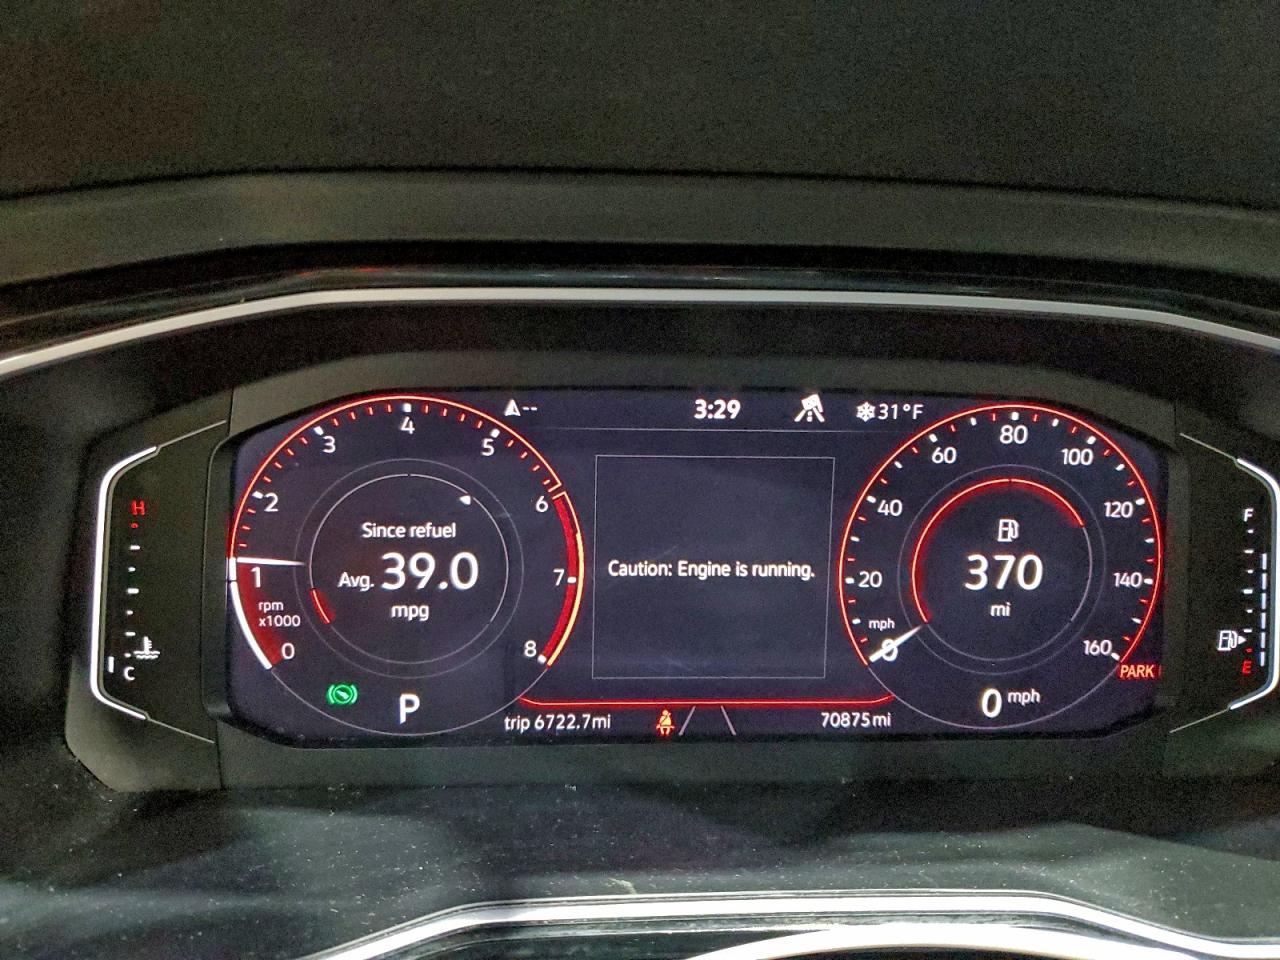 --
3:29
31°F
H
C
0
1
2
3
4
5
6
7
8
rpm
x1000
Since refuel
Avg. 39.0
mpg
P
Caution: Engine is running.
trip 6722.7mi
70875mi
mph
0
20
40
60
80
100
120
140
160
370
mi
0 mph
PARK
F
E